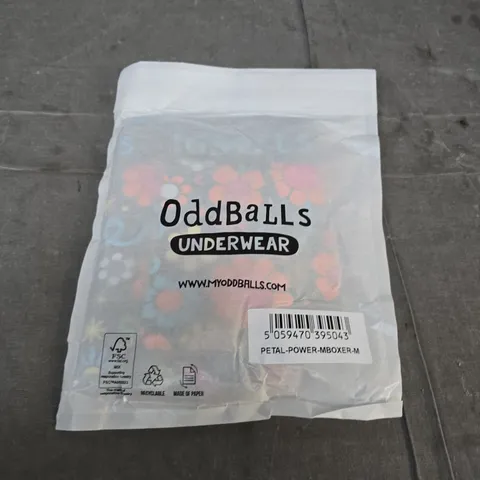 OddBaLLs
UNDERWEAR
WWW.MYODDBALLS.COM
5 059470 395043
PETAL-POWER-MBOXER-M
FSC
MIX
RECYCLABLE
MADE OF PAPER